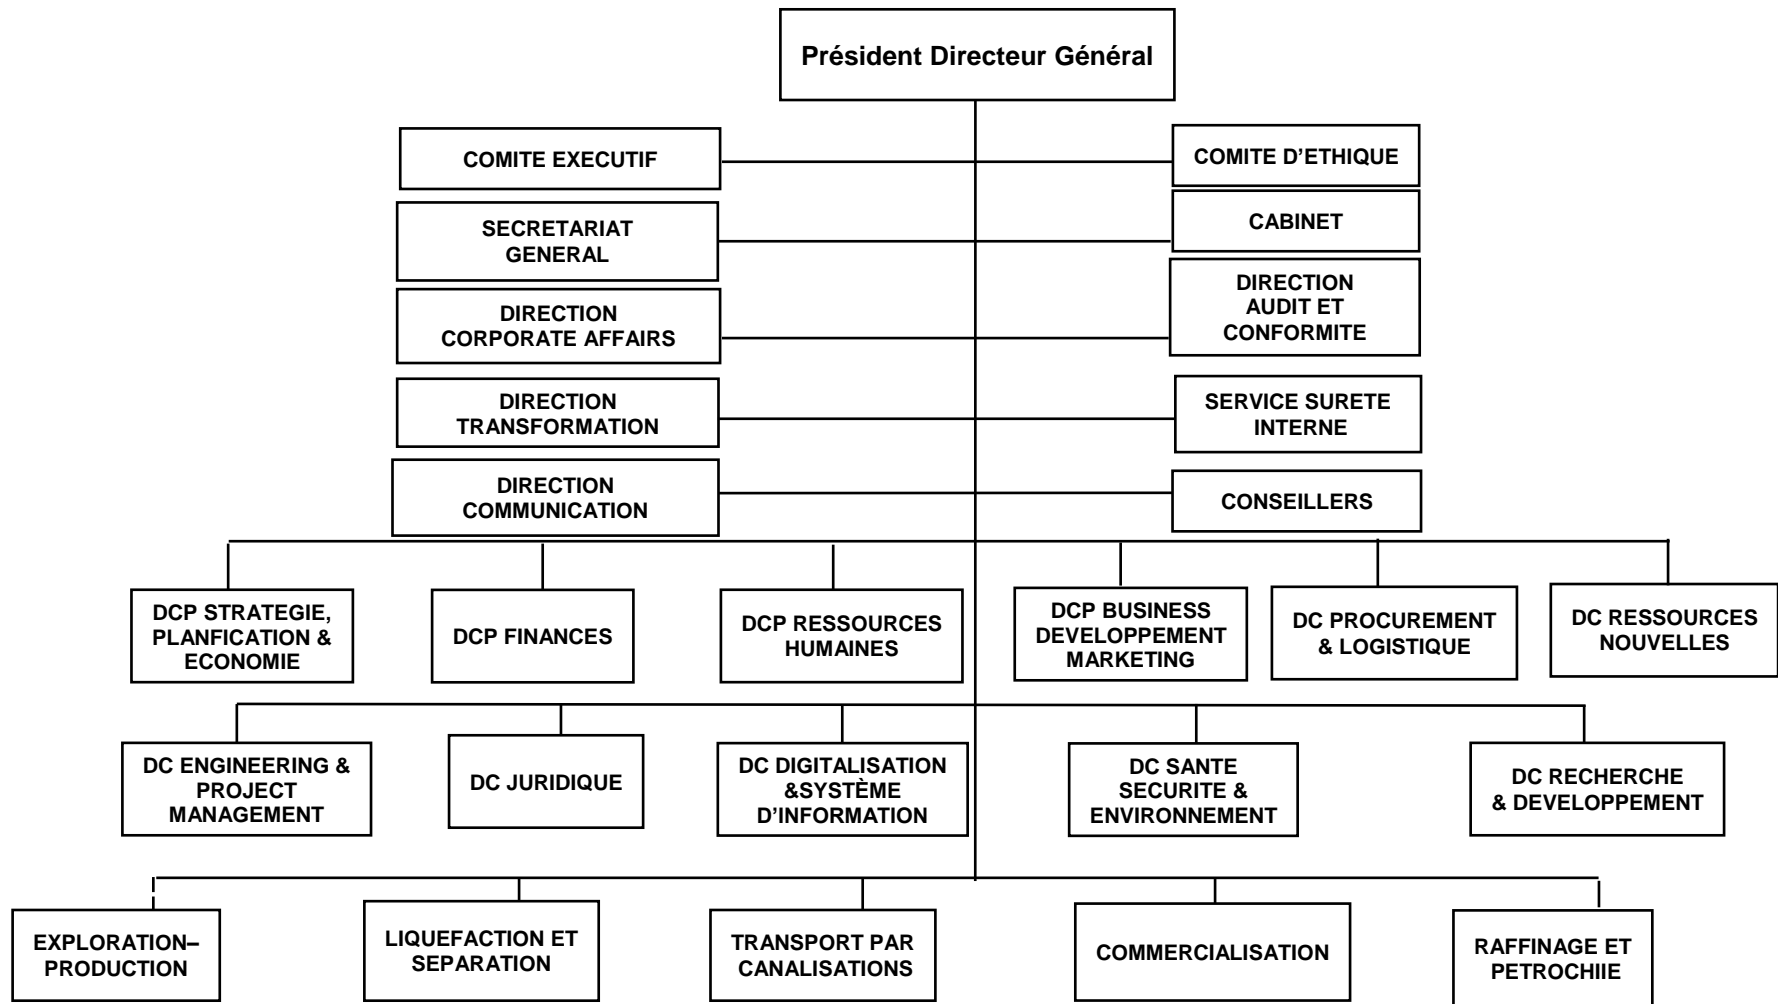 Président Directeur Général
COMITE EXECUTIF
COMITE D’ETHIQUE
SECRETARIAT
GENERAL
CABINET
DIRECTION
CORPORATE AFFAIRS
DIRECTION
AUDIT ET
CONFORMITE
DIRECTION
TRANSFORMATION
SERVICE SURETE
INTERNE
DIRECTION
COMMUNICATION
CONSEILLERS
DCP STRATEGIE,
PLANFICATION &
ECONOMIE
DCP FINANCES
DCP RESSOURCES
HUMAINES
DCP BUSINESS
DEVELOPPEMENT
MARKETING
DC PROCUREMENT
& LOGISTIQUE
DC RESSOURCES
NOUVELLES
DC ENGINEERING &
PROJECT
MANAGEMENT
DC JURIDIQUE
DC DIGITALISATION
&SYSTÈME
D’INFORMATION
DC SANTE
SECURITE &
ENVIRONNEMENT
DC RECHERCHE
& DEVELOPPEMENT
EXPLORATION–
PRODUCTION
LIQUEFACTION ET
SEPARATION
TRANSPORT PAR
CANALISATIONS
COMMERCIALISATION
RAFFINAGE ET
PETROCHIIE